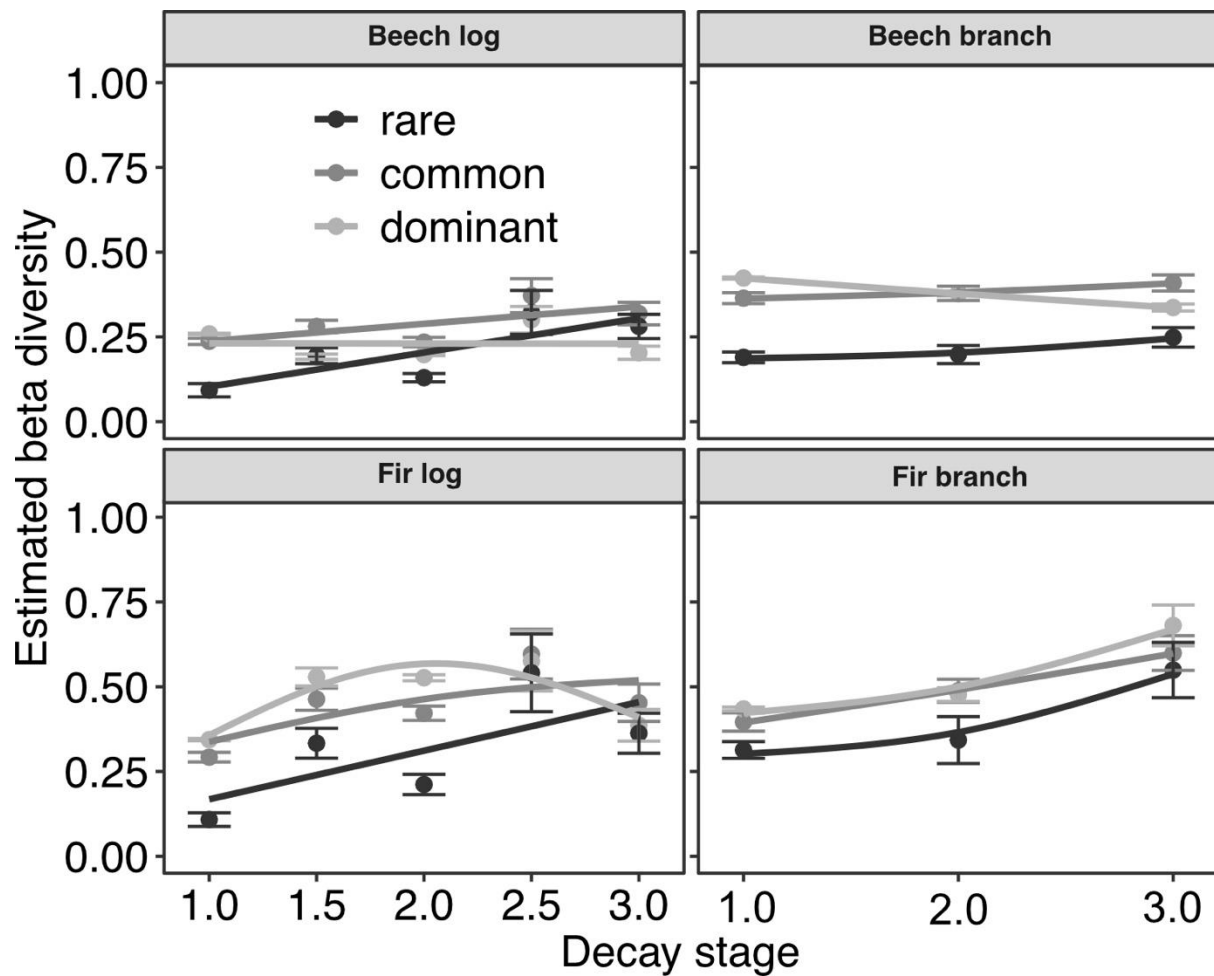 Beech log
Beech branch
1.00
0.75
0.50
0.25
0.00
rare
common
dominant
Estimated beta diversity
Fir log
Fir branch
1.00
0.75
0.50
0.25
0.00
1.0 1.5 2.0 2.5 3.0
1.0 2.0 3.0
Decay stage